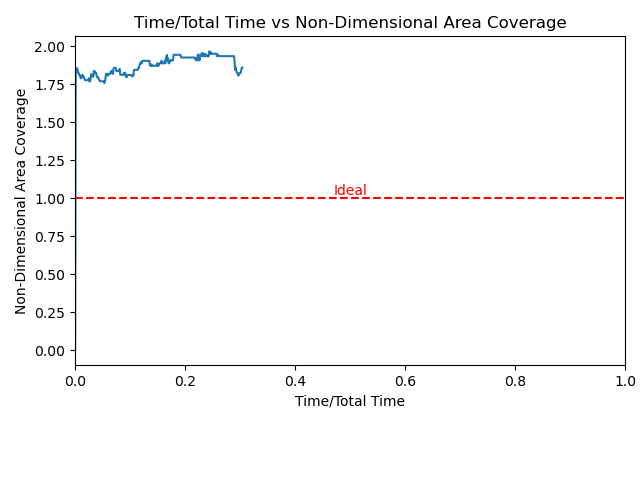 Time/Total Time vs Non-Dimensional Area Coverage
2.00
1.75
1.50
1.25
1.00
0.75
0.50
0.25
0.00
Non-Dimensional Area Coverage
Ideal
0.0 0.2 0.4 0.6 0.8 1.0
Time/Total Time